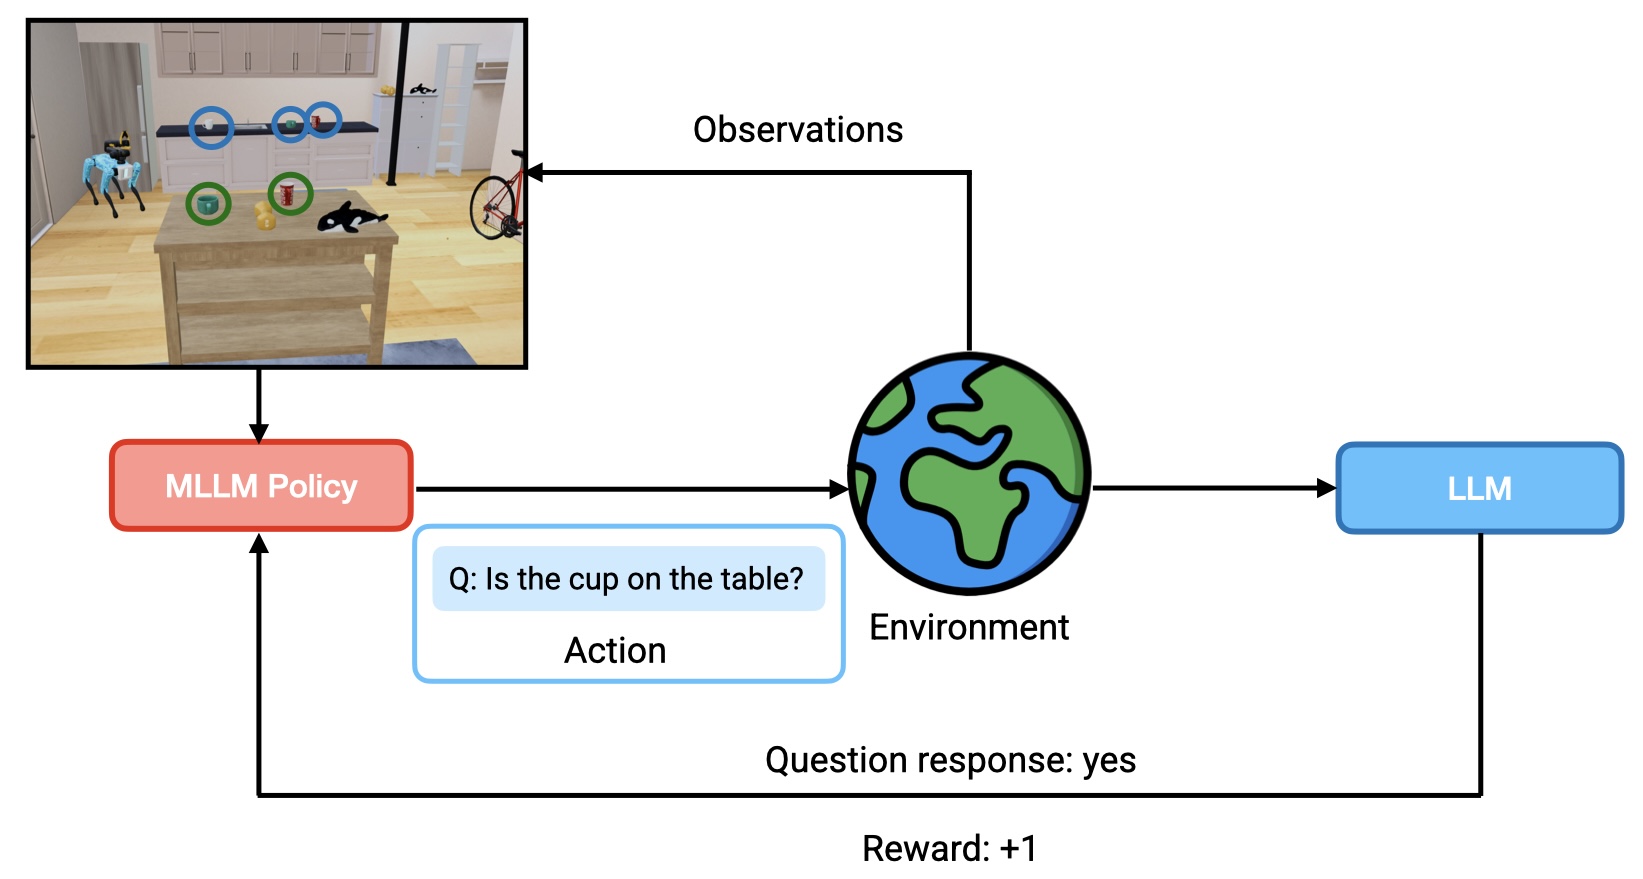 Observations
MLLM Policy
LLM
Q: Is the cup on the table?
Action
Environment
Question response: yes
Reward: +1